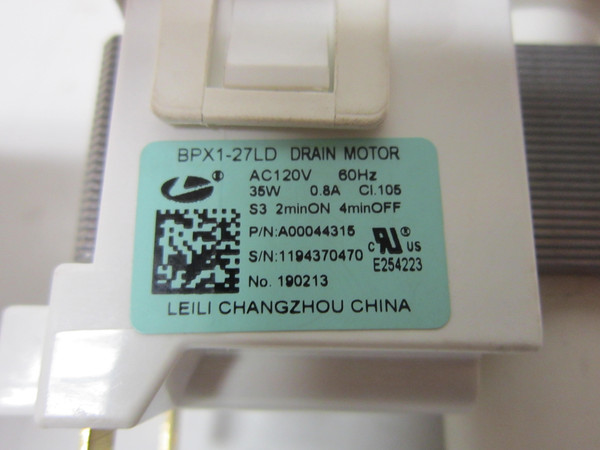 BPX1-27LD DRAIN MOTOR
AC120V 60Hz
35W 0.8A Cl.105
S3 2minON 4minOFF
P/N:A00044315
S/N:1194370470
c RU US
E254223
No. 190213
LEILI CHANGZHOU CHINA